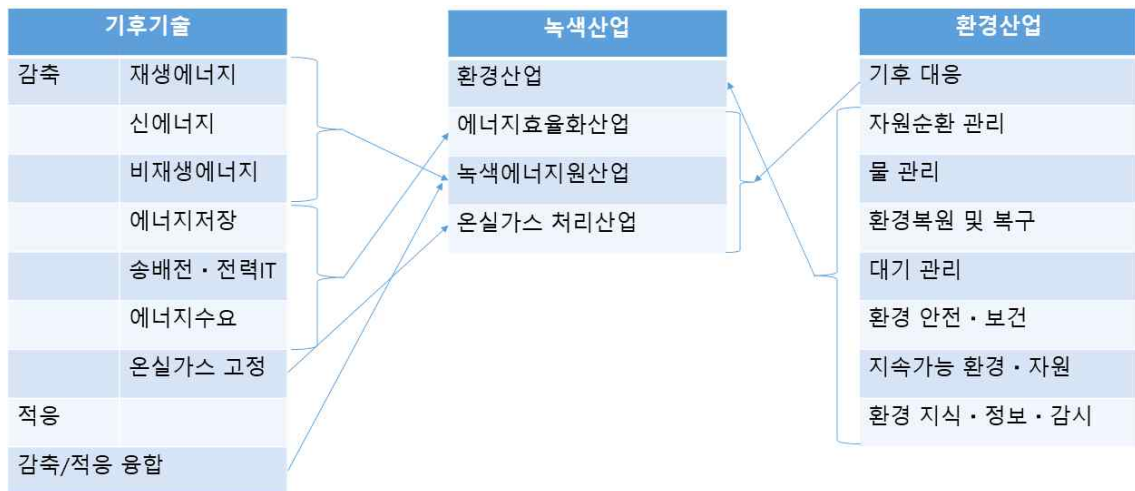 기후기술
감축 재생에너지
신에너지
비재생에너지
에너지저장
송배전・전력IT
에너지수요
온실가스 고정
적응
감축/적응 융합
녹색산업
환경산업
에너지효율화산업
녹색에너지원산업
온실가스 처리산업
환경산업
기후 대응
자원순환 관리
물 관리
환경복원 및 복구
대기 관리
환경 안전・보건
지속가능 환경・자원
환경 지식・정보・감시